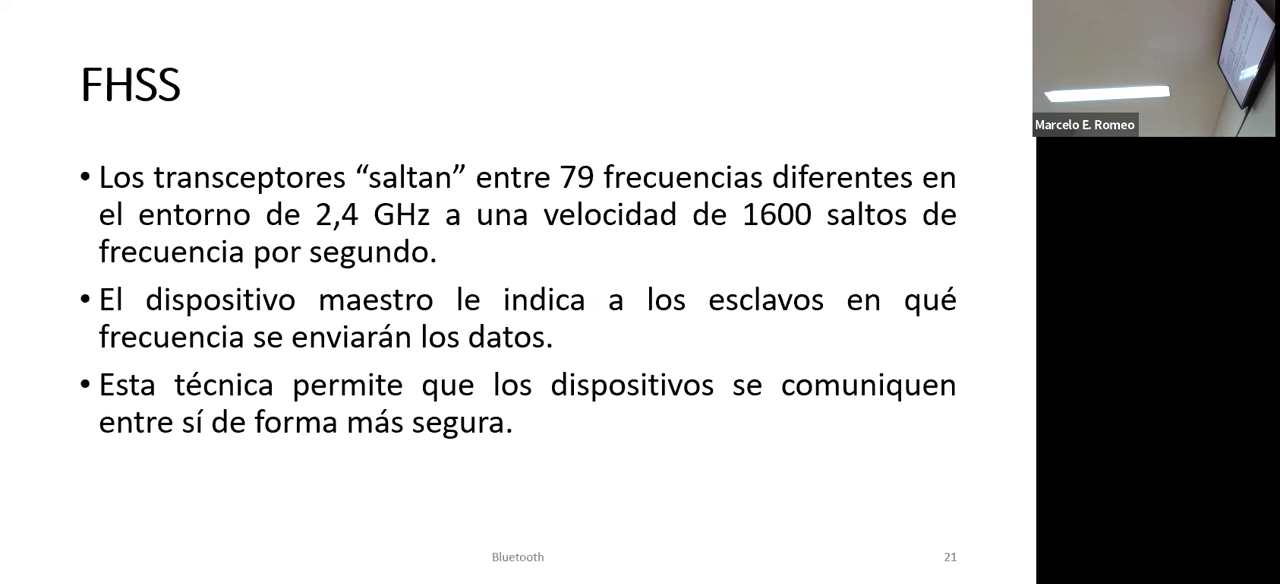 FHSS
• Los transceptores “saltan” entre 79 frecuencias diferentes en
el entorno de 2,4 GHz a una velocidad de 1600 saltos de
frecuencia por segundo.
• El dispositivo maestro le indica a los esclavos en qué
frecuencia se enviarán los datos.
• Esta técnica permite que los dispositivos se comuniquen
entre sí de forma más segura.
Bluetooth
21
Marcelo E. Romeo